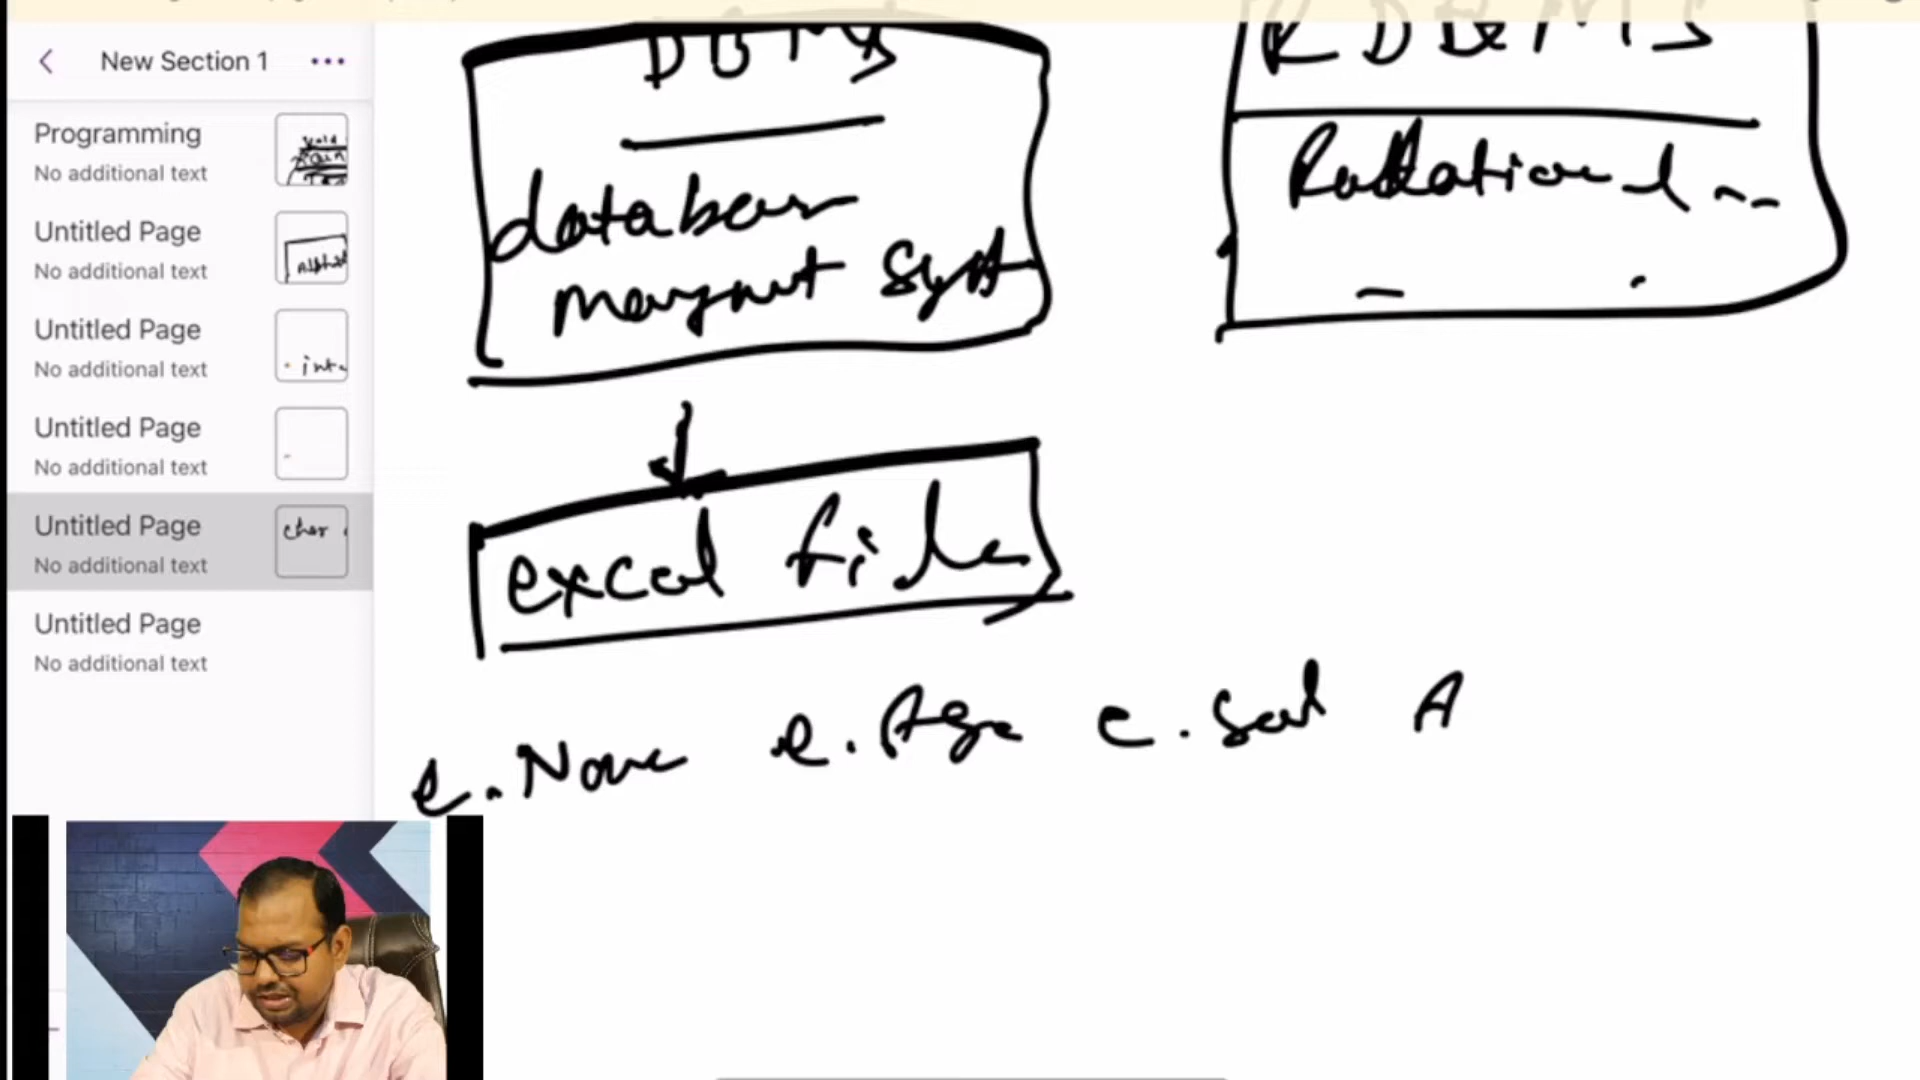 New Section 1
Programming
No additional text
Untitled Page
No additional text
Untitled Page
No additional text
Untitled Page
No additional text
Untitled Page
No additional text
Untitled Page
No additional text
char
DBMS
database
system
RDBMS
excel file
e. Name e. Age e. sal A